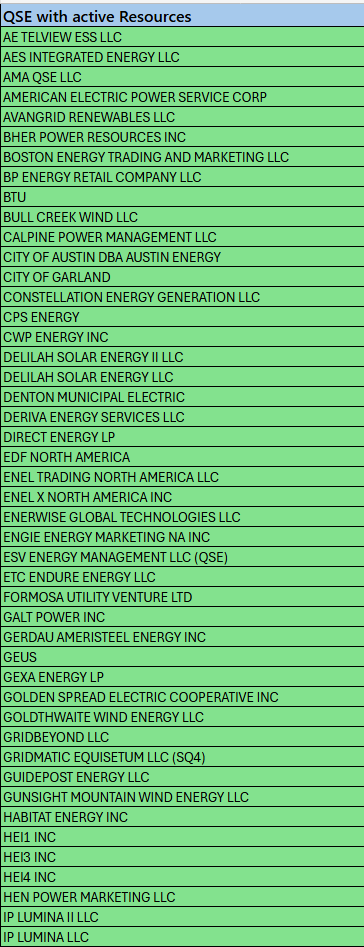 QSE with active Resources
AE TELVIEW ESS LLC
AES INTEGRATED ENERGY LLC
AMA QSE LLC
AMERICAN ELECTRIC POWER SERVICE CORP
AVANGRID RENEWABLES LLC
BHER POWER RESOURCES INC
BOSTON ENERGY TRADING AND MARKETING LLC
BP ENERGY RETAIL COMPANY LLC
BTU
BULL CREEK WIND LLC
CALPINE POWER MANAGEMENT LLC
CITY OF AUSTIN DBA AUSTIN ENERGY
CITY OF GARLAND
CONSTELLATION ENERGY GENERATION LLC
CPS ENERGY
CWP ENERGY INC
DELILAH SOLAR ENERGY II LLC
DELILAH SOLAR ENERGY LLC
DENTON MUNICIPAL ELECTRIC
DERIVA ENERGY SERVICES LLC
DIRECT ENERGY LP
EDF NORTH AMERICA
ENEL TRADING NORTH AMERICA LLC
ENEL X NORTH AMERICA INC
ENERWISE GLOBAL TECHNOLOGIES LLC
ENGIE ENERGY MARKETING NA INC
ESV ENERGY MANAGEMENT LLC (QSE)
ETC ENDURE ENERGY LLC
FORMOSA UTILITY VENTURE LTD
GALT POWER INC
GERDAU AMERISTEEL ENERGY INC
GEUS
GEXA ENERGY LP
GOLDEN SPREAD ELECTRIC COOPERATIVE INC
GOLDTHWAITE WIND ENERGY LLC
GRIDBEYOND LLC
GRIDMATIC EQUISETUM LLC (SQ4)
GUIDEPOST ENERGY LLC
GUNSIGHT MOUNTAIN WIND ENERGY LLC
HABITAT ENERGY INC
HEI1 INC
HEI3 INC
HEI4 INC
HEN POWER MARKETING LLC
IP LUMINA II LLC
IP LUMINA LLC